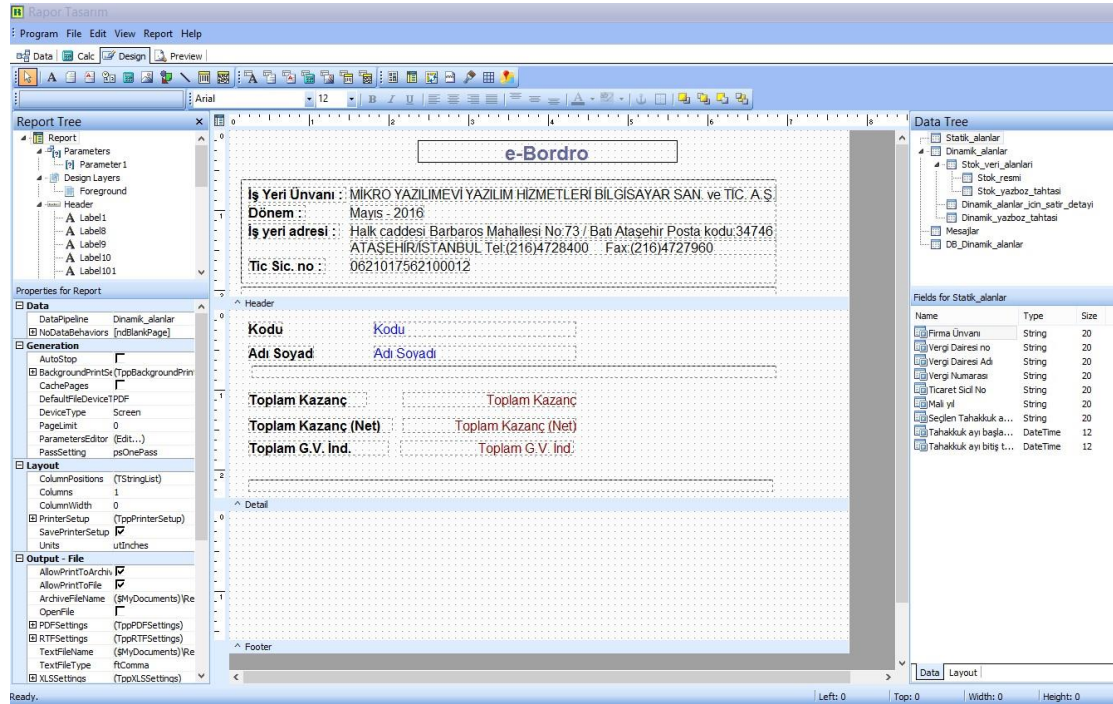 Rapor Tasarım
Program File Edit View Report Help
Data Calc Design Preview
Arial 12 B I U A
Report Tree
Report
Parameters
Parameter1
Design Layers
Foreground
Header
Label1
Label8
Label9
Label10
Label101
Properties for Report
Data
DataPipeline Dinamik_alanlar
NoDataBehaviors [ndBlankPage]
Generation
AutoStop
BackgroundPrintSe (TppBackgroundPrin
CachePages
DefaultFileDeviceT PDF
DeviceType Screen
PageLimit 0
ParametersEditor (Edit...)
PassSetting psOnePass
Layout
ColumnPositions (TStringList)
Columns 1
ColumnWidth 0
PrinterSetup (TppPrinterSetup)
SavePrinterSetup
Units utInches
Output - File
AllowPrintToArchiv
AllowPrintToFile
ArchiveFileName ($MyDocuments)\Re
OpenFile
PDFSettings (TppPDFSettings)
RTFSettings (TppRTFSettings)
TextFileName ($MyDocuments)\Re
TextFileType ftComma
XLSSettings (TppXLSSettings)
0 1 2 3 4 5 6 7 8
e-Bordro
İş Yeri Ünvanı : MİKRO YAZILIMEVİ YAZILIM HİZMETLERİ BİLGİSAYAR SAN. ve TİC. A.Ş.
Dönem : Mayıs - 2016
İş yeri adresi : Halk caddesi Barbaros Mahallesi No:73 / Batı Ataşehir Posta kodu:34746
ATAŞEHİR/İSTANBUL Tel:(216)4728400 Fax:(216)4727960
Tic Sic. no : 0621017562100012
Header
Kodu Kodu
Adı Soyad Adı Soyadı
Toplam Kazanç Toplam Kazanç
Toplam Kazanç (Net) Toplam Kazanç (Net)
Toplam G.V. İnd. Toplam G.V. İnd.
Detail
Footer
Data Tree
Statik_alanlar
Dinamik_alanlar
Stok_veri_alanlari
Stok_resmi
Stok_yazboz_tahtasi
Dinamik_alanlar_icin_satir_detayi
Dinamik_yazboz_tahtasi
Mesajlar
DB_Dinamik_alanlar
Fields for Statik_alanlar
Name Type Size
Firma Ünvanı String 20
Vergi Dairesi no String 20
Vergi Dairesi Adı String 20
Vergi Numarası String 20
Ticaret Sicil No String 20
Mali yıl String 20
Seçilen Tahakkuk a... String 20
Tahakkuk ayı başla... DateTime 12
Tahakkuk ayı bitiş t... DateTime 12
Data Layout
Ready. Left: 0 Top: 0 Width: 0 Height: 0